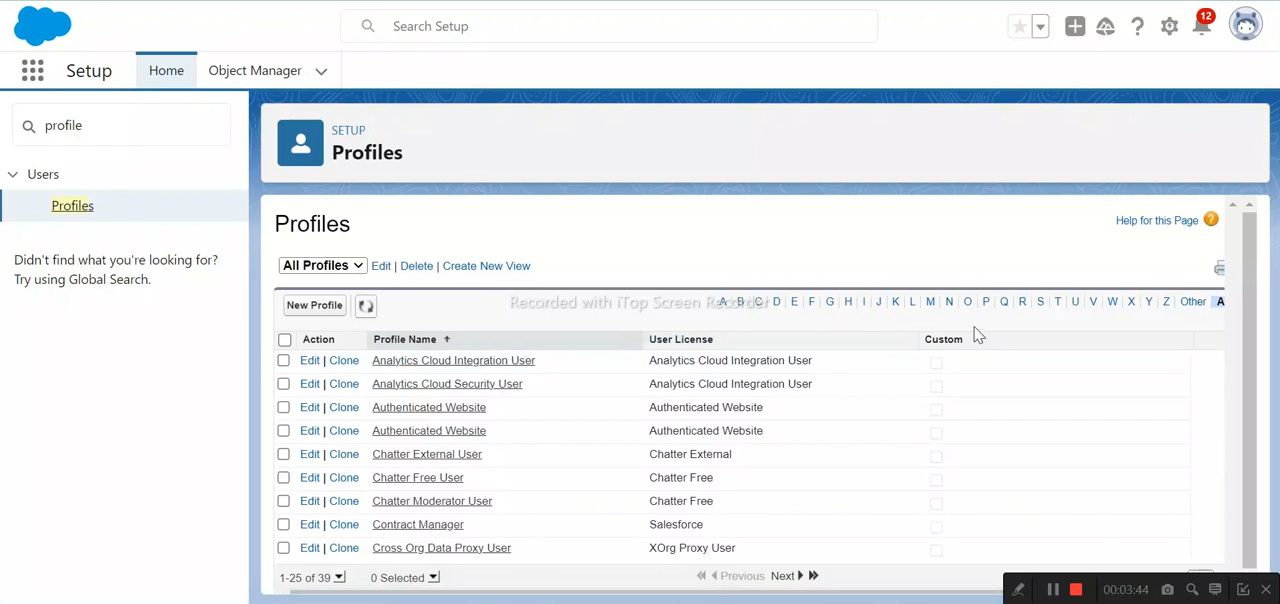 Search Setup
12
Setup
Home
Object Manager
profile
Users
Profiles
Didn't find what you're looking for?
Try using Global Search.
SETUP
Profiles
Profiles
Help for this Page ?
All Profiles Edit | Delete | Create New View
New Profile
Recorded with iTop Screen Recorder
A B C D E F G H I J K L M N O P Q R S T U V W X Y Z Other A
Action Profile Name User License Custom
Edit | Clone Analytics Cloud Integration User Analytics Cloud Integration User
Edit | Clone Analytics Cloud Security User Analytics Cloud Integration User
Edit | Clone Authenticated Website Authenticated Website
Edit | Clone Authenticated Website Authenticated Website
Edit | Clone Chatter External User Chatter External
Edit | Clone Chatter Free User Chatter Free
Edit | Clone Chatter Moderator User Chatter Free
Edit | Clone Contract Manager Salesforce
Edit | Clone Cross Org Data Proxy User XOrg Proxy User
1-25 of 39 0 Selected Previous Next
00:03:44